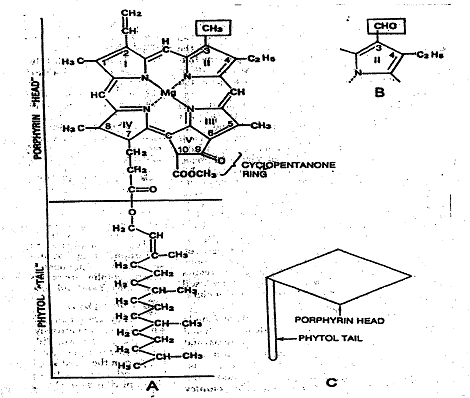 CH₂
CH
H
CH₃
2
3
I
II
H₃C
C₂H₅
4
N
N
HC
Mg
CH
N
N
H₃C
8
IV
III
5
CH₃
7
6
V
10
9
O
CH₂
COOCH₃
CYCLOPENTANONE
RING
CH₂
C=O
O
H₂C
CH
C-CH₃
H₂C
CH₂
H₂C
CH-CH₃
H₂C
CH₂
H₂C
CH-CH₃
H₂C
CH₂
H₂C
CH-CH₃
H₃C
PORPHYRIN "HEAD"
PHYTOL "TAIL"
A
CHO
3
II
4
C₂H₅
N
B
PORPHYRIN HEAD
PHYTOL TAIL
C